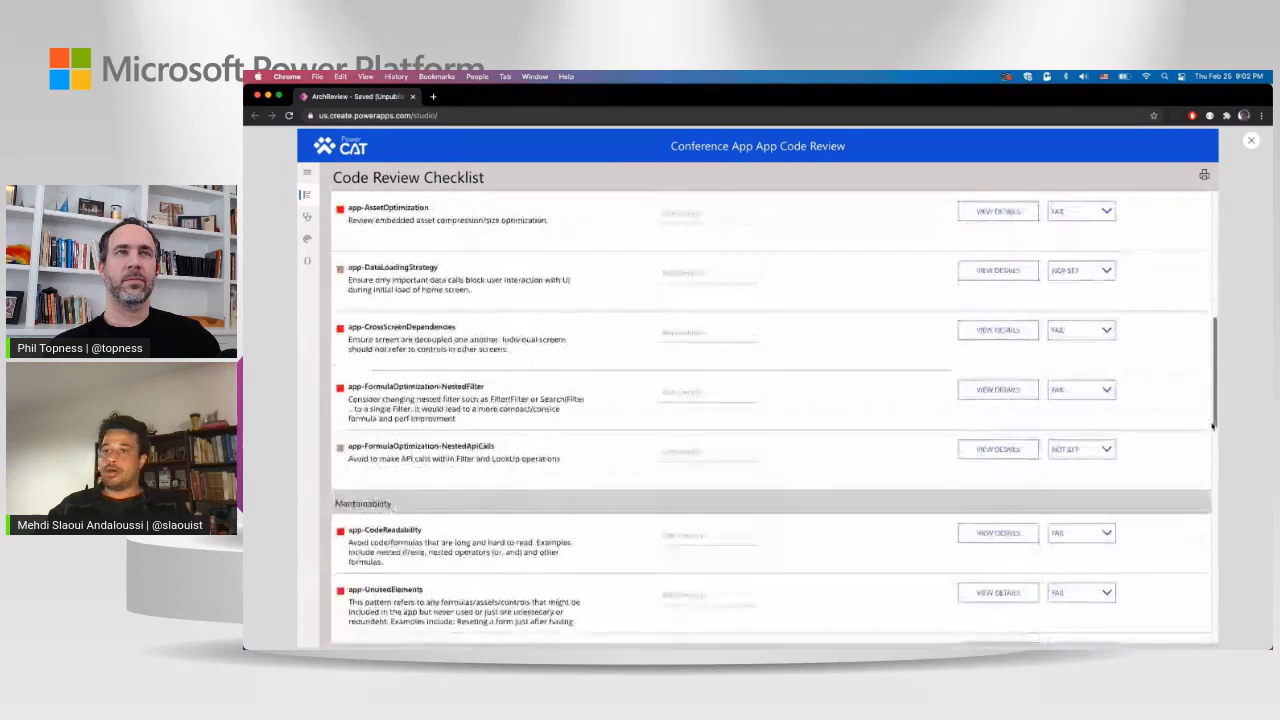 Microsoft Power Platform
Chrome File Edit View History Bookmarks People Tab Window Help
Thu Feb 25 9:02 PM
ArchReview - Saved (Unpublis
us.create.powerapps.com/studio/
Power
CAT
Conference App App Code Review
Code Review Checklist
app-AssetOptimization
Review embedded asset compression/size optimization.
VIEW DETAILS
FAIL
app-DataLoadingStrategy
Ensure only important data calls block user interaction with UI
during initial load of home screen.
VIEW DETAILS
NOT SET
app-CrossScreenDependencies
Ensure screen are decoupled one another. Individual screens
should not refer to controls in other screens.
VIEW DETAILS
FAIL
app-FormulaOptimization-NestedFilter
Consider changing nested filter such as Filter(Filter or Search(Filter
.. to a single Filter..It would lead to a more compact/consice
formula and perf improvment
VIEW DETAILS
FAIL
app-FormulaOptimization-NestedApiCalls
Avoid to make API calls within Filter and LookUp operations
VIEW DETAILS
NOT SET
Maintainability
app-CodeReadability
Avoid code/formulas that are long and hard to read. Examples
include nested if/else, nested operators (or, and) and other
formulas.
VIEW DETAILS
FAIL
app-UnusedElements
This pattern refers to any formulas/assets/controls that might be
included in the app but never used or just are unessecary or
redundent. Examples include: Reseting a form just after having
VIEW DETAILS
FAIL
Phil Topness | @topness
Mehdi Slaoui Andaloussi | @slaouist